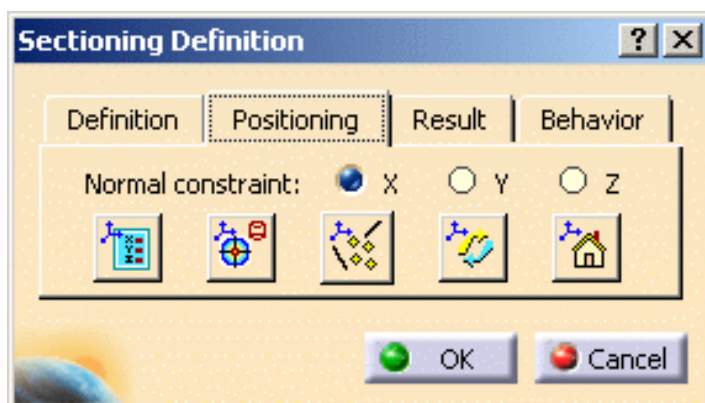 Sectioning Definition ? X
Definition Positioning Result Behavior
Normal constraint: X Y Z
OK Cancel